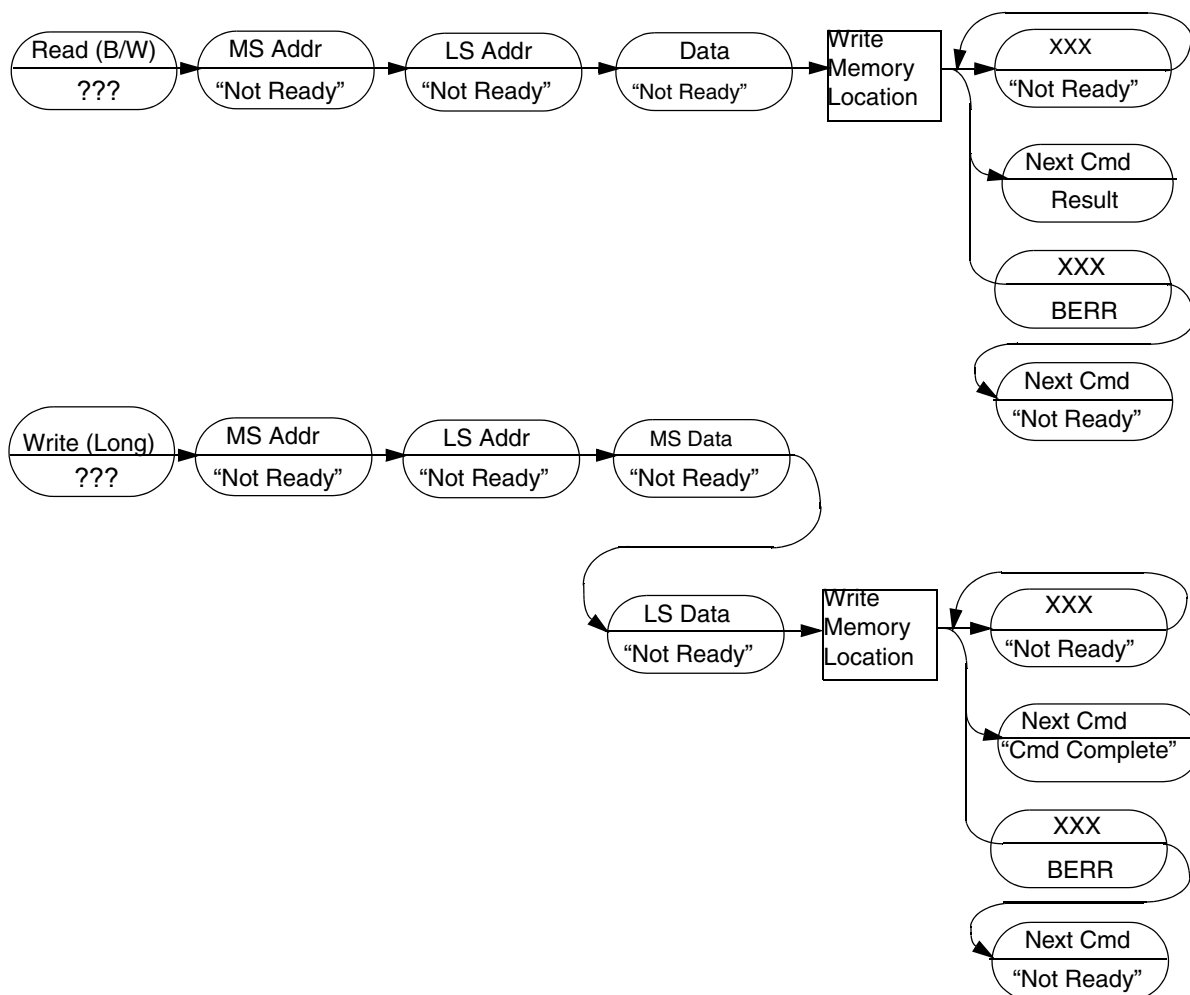 Read (B/W)
???
MS Addr
“Not Ready”
LS Addr
“Not Ready”
Data
“Not Ready”
Write
Memory
Location
XXX
“Not Ready”
Next Cmd
Result
XXX
BERR
Next Cmd
“Not Ready”
Write (Long)
???
MS Addr
“Not Ready”
LS Addr
“Not Ready”
MS Data
“Not Ready”
LS Data
“Not Ready”
Write
Memory
Location
XXX
“Not Ready”
Next Cmd
“Cmd Complete”
XXX
BERR
Next Cmd
“Not Ready”